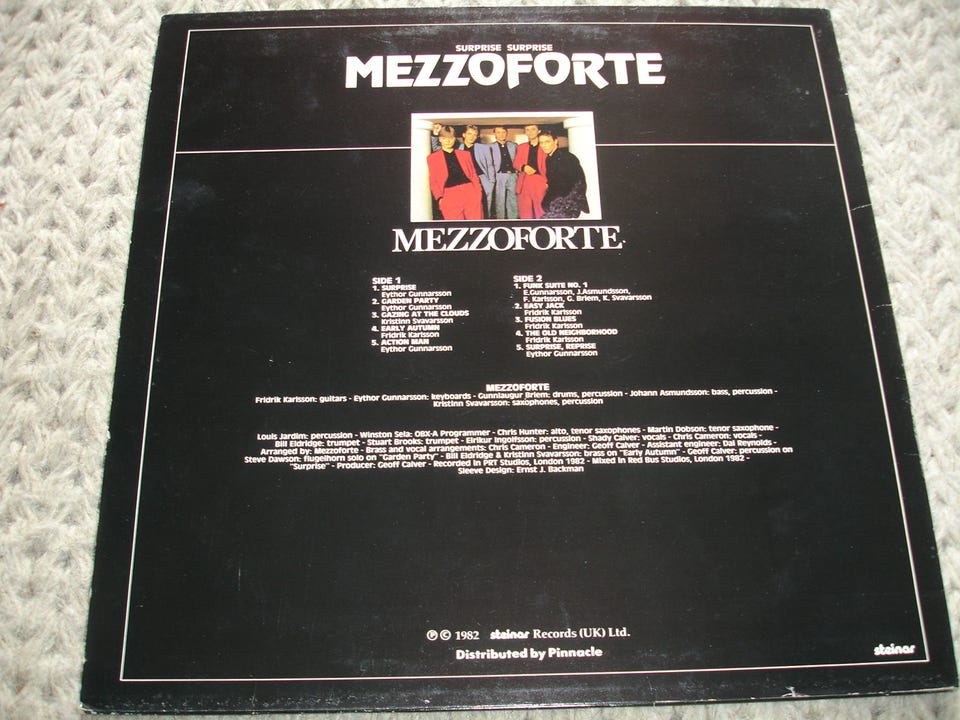 SURPRISE SURPRISE
MEZZOFORTE
MEZZOFORTE
SIDE 1
1. SURPRISE
Eythor Gunnarsson
2. GARDEN PARTY
Eythor Gunnarsson
3. GAZING AT THE CLOUDS
Kristinn Svavarsson
4. EARLY AUTUMN
Fridrik Karlsson
5. ACTION MAN
Eythor Gunnarsson
SIDE 2
1. FUNK SUITE NO. 1
E.Gunnarsson, J.Asmundsson,
F. Karlsson, G. Briem, K. Svavarsson
2. EASY JACK
Fridrik Karlsson
3. FUSION BLUES
Fridrik Karlsson
4. THE OLD NEIGHBORHOOD
Fridrik Karlsson
5. SURPRISE, REPRISE
Eythor Gunnarsson
MEZZOFORTE
Fridrik Karlsson: guitars - Eythor Gunnarsson: keyboards - Gunnlaugur Briem: drums, percussion - Johann Asmundsson: bass, percussion -
Kristinn Svavarsson: saxophones, percussion
Louis Jardim: percussion - Winston Sela: OBX-A Programmer - Chris Hunter: alto, tenor saxophones - Martin Dobson: tenor saxophone -
Bill Eldridge: trumpet - Stuart Brooks: trumpet - Eirikur Ingolfsson: percussion - Shady Calver: vocals - Chris Cameron: vocals -
Arranged by: Mezzoforte - Brass and vocal arrangements: Chris Cameron - Engineer: Geoff Calver - Assistant engineer: Dai Reynolds -
Steve Dawson: flugelhorn solo on "Garden Party" - Bill Eldridge & Kristinn Svavarsson: brass on "Early Autumn" - Geoff Calver: percussion on
"Surprise" - Producer: Geoff Calver - Recorded in PRT Studios, London 1982 - Mixed in Red Bus Studios, London 1982 -
Sleeve Design: Ernst J. Backman
℗ © 1982 steinar Records (UK) Ltd.
Distributed by Pinnacle
steinar